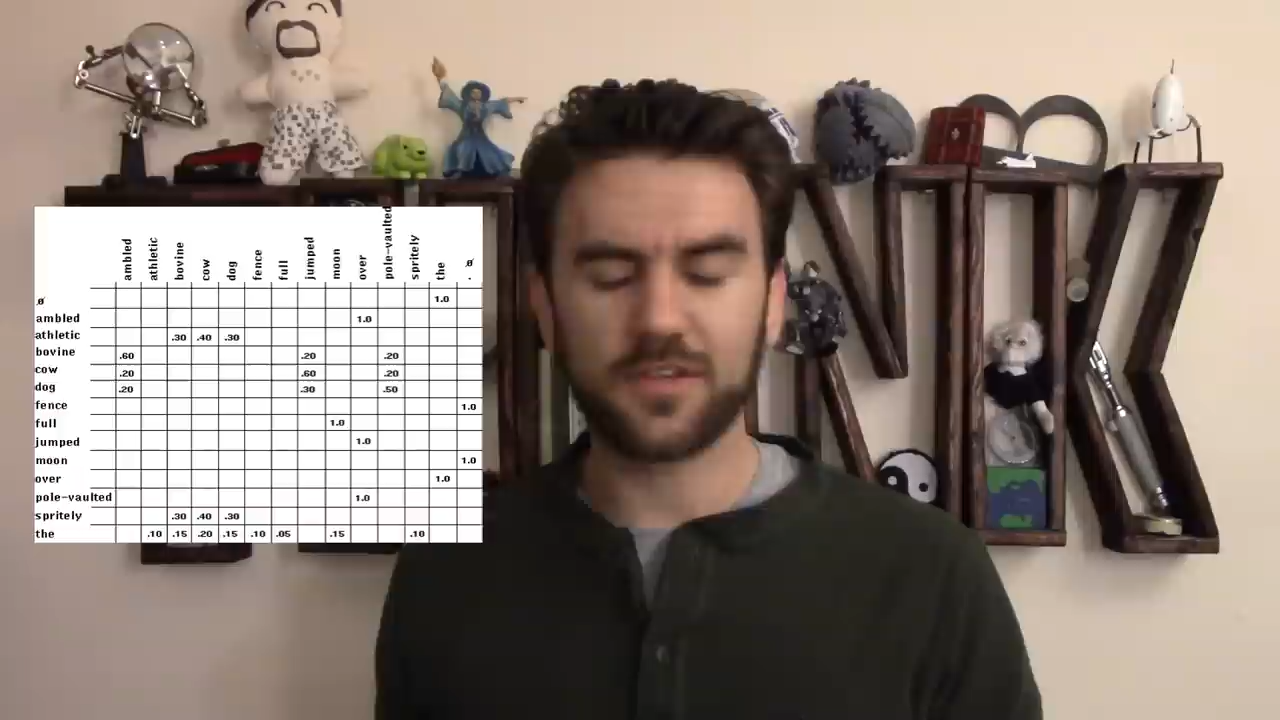 ambled athletic bovine cow dog fence full jumped moon over pole-vaulted spritely the . ø
.ø 1.0
ambled 1.0
athletic .30 .40 .30
bovine .60 .20 .20
cow .20 .60 .20
dog .20 .30 .50
fence 1.0
full 1.0
jumped 1.0
moon 1.0
over 1.0
pole-vaulted 1.0
spritely .30 .40 .30
the .10 .15 .20 .15 .10 .05 .15 .10